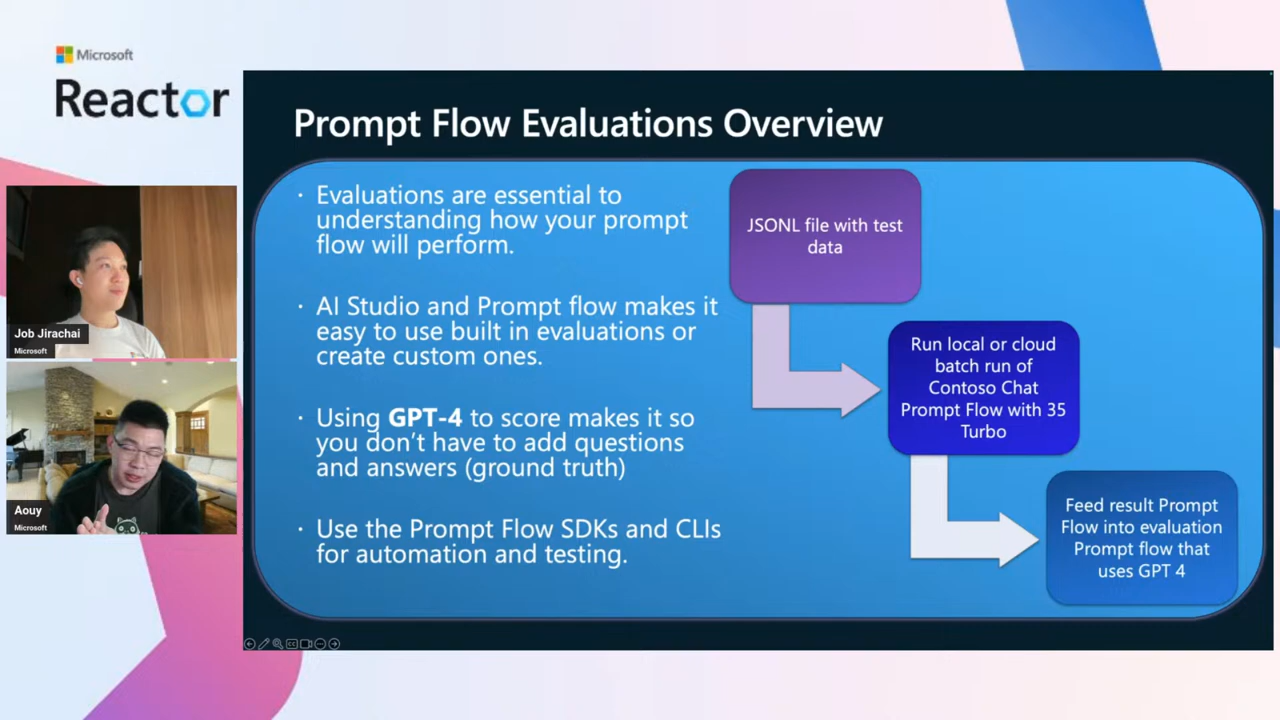 Microsoft
Reactor
Prompt Flow Evaluations Overview
· Evaluations are essential to
understanding how your prompt
flow will perform.
· AI Studio and Prompt flow makes it
easy to use built in evaluations or
create custom ones.
· Using GPT-4 to score makes it so
you don't have to add questions
and answers (ground truth)
· Use the Prompt Flow SDKs and CLIs
for automation and testing.
JSONL file with test
data
Run local or cloud
batch run of
Contoso Chat
Prompt Flow with 35
Turbo
Feed result Prompt
Flow into evaluation
Prompt flow that
uses GPT 4
Job Jirachai
Microsoft
Aouy
Microsoft